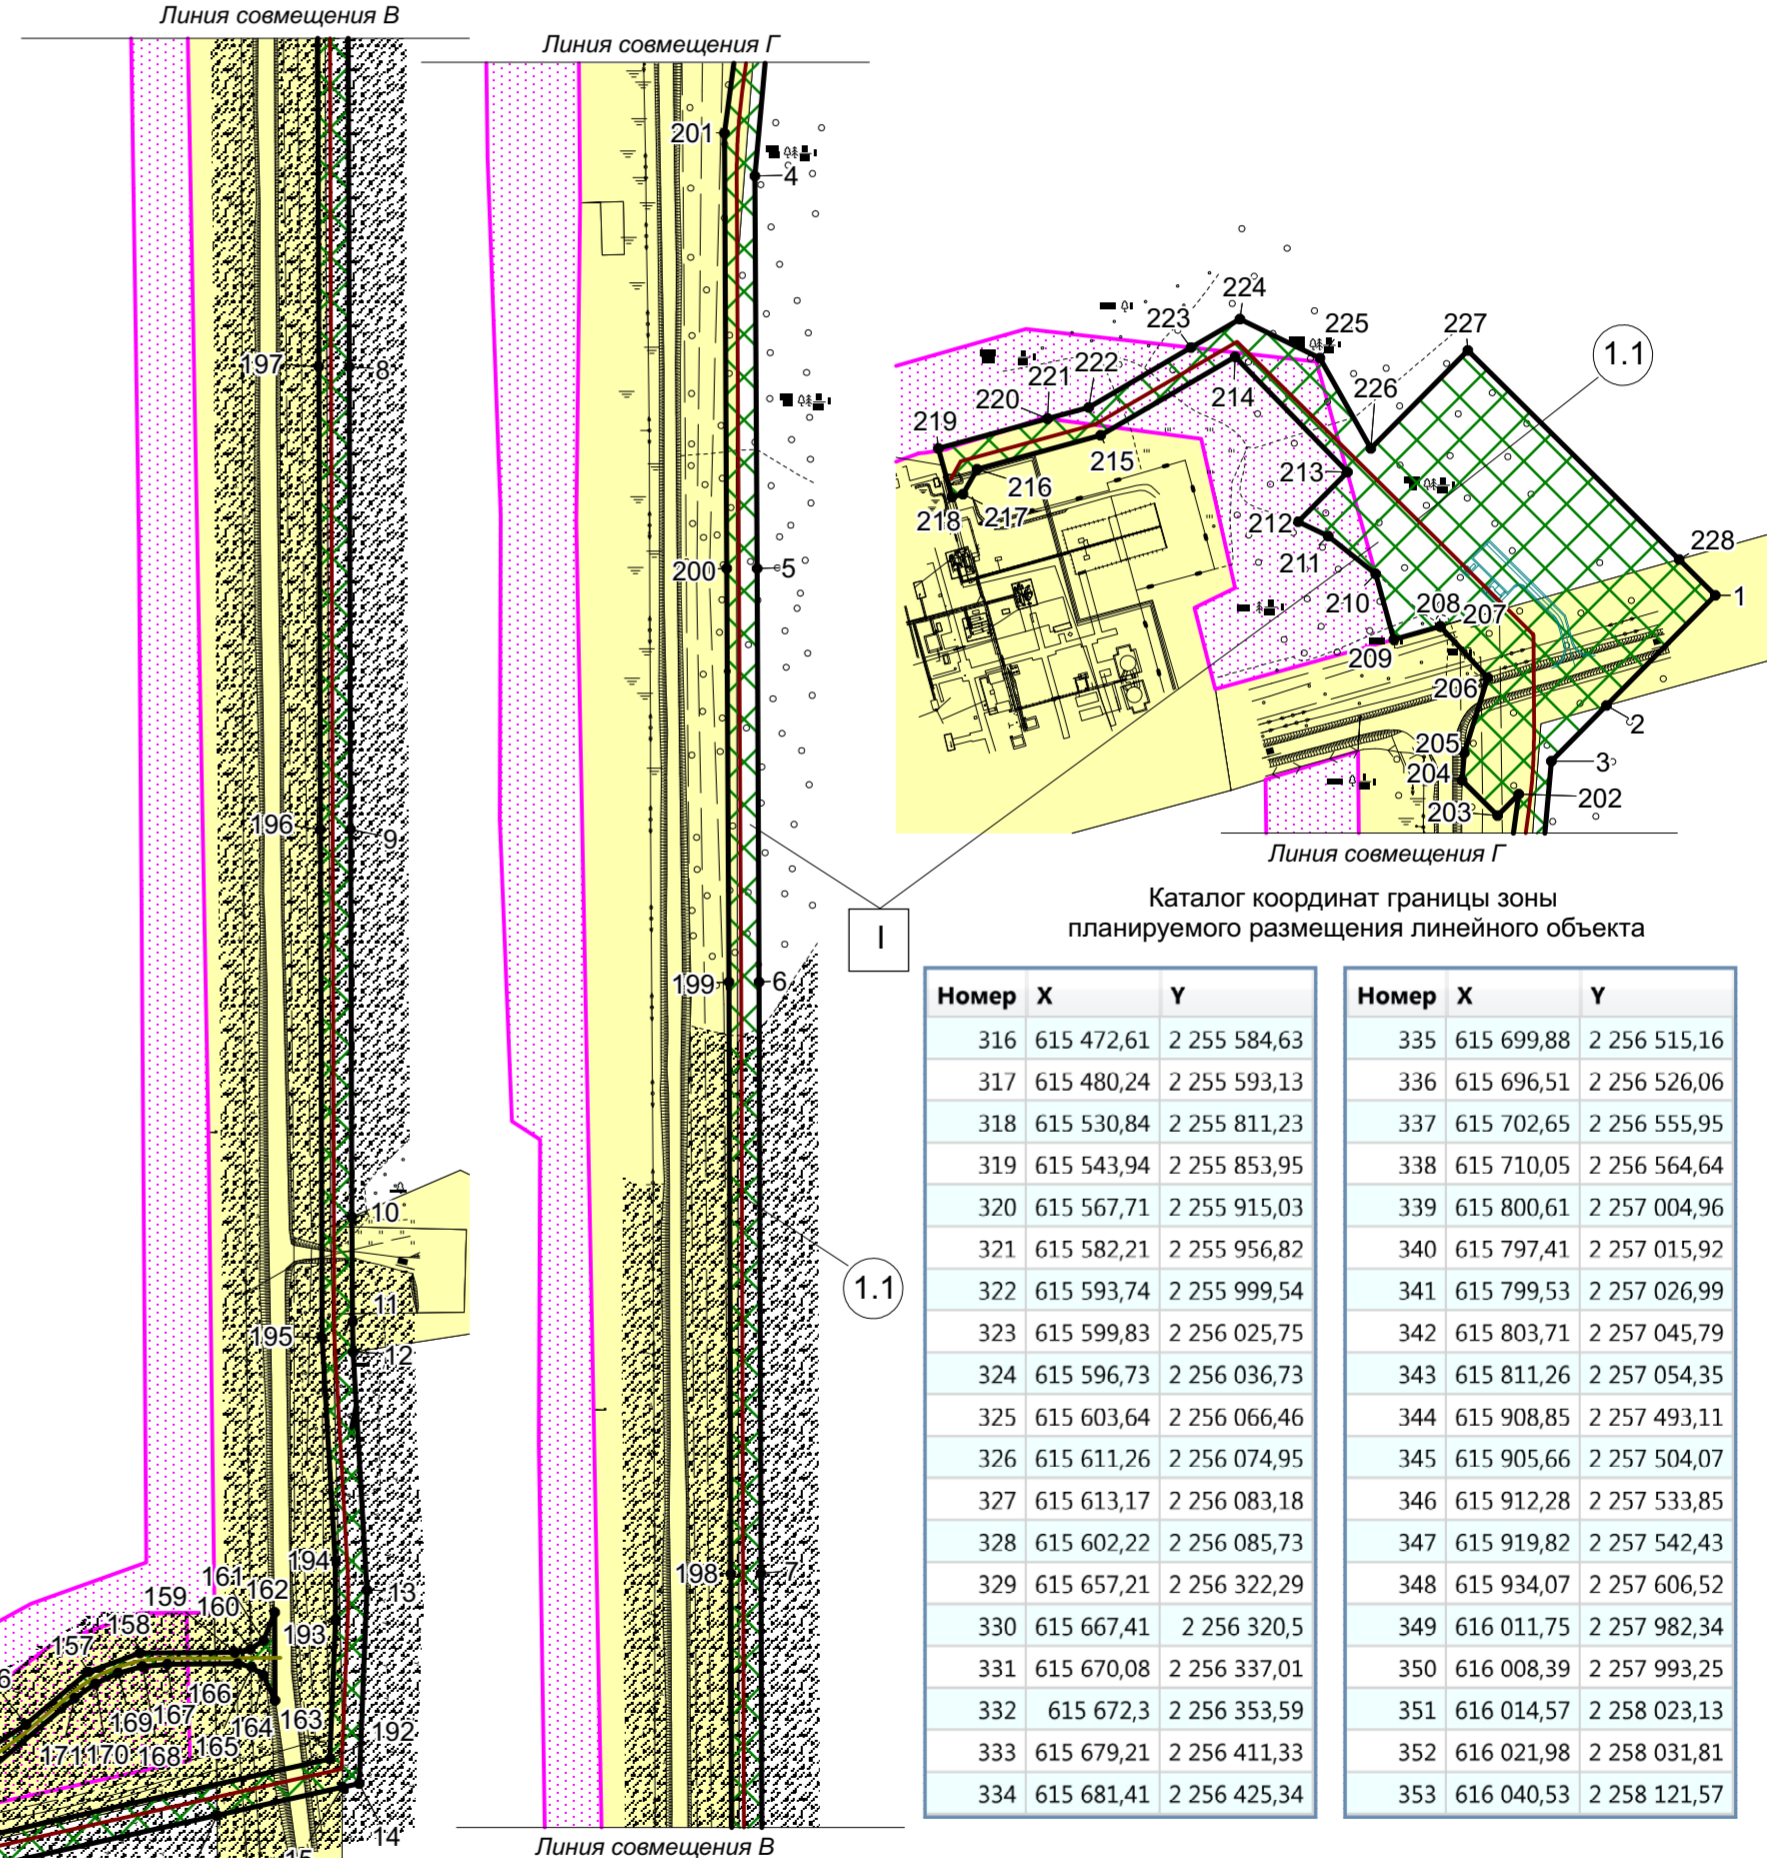 Линия совмещения В
197
8
196
9
10
11
195
12
194
13
161
162
159
160
193
158
157
6
166
167
169
164
163
192
171
170
168
165
14
15
Линия совмещения Г
201
4
200
5
199
6
I
1.1
198
7
Линия совмещения В
224
223
225
227
1.1
222
221
226
220
214
219
215
213
216
218
217
212
211
228
210
208
207
1
209
206
2
205
204
3
202
203
Линия совмещения Г
Каталог координат границы зоны
планируемого размещения линейного объекта
Номер X Y
316 615 472,61 2 255 584,63
317 615 480,24 2 255 593,13
318 615 530,84 2 255 811,23
319 615 543,94 2 255 853,95
320 615 567,71 2 255 915,03
321 615 582,21 2 255 956,82
322 615 593,74 2 255 999,54
323 615 599,83 2 256 025,75
324 615 596,73 2 256 036,73
325 615 603,64 2 256 066,46
326 615 611,26 2 256 074,95
327 615 613,17 2 256 083,18
328 615 602,22 2 256 085,73
329 615 657,21 2 256 322,29
330 615 667,41 2 256 320,5
331 615 670,08 2 256 337,01
332 615 672,3 2 256 353,59
333 615 679,21 2 256 411,33
334 615 681,41 2 256 425,34
Номер X Y
335 615 699,88 2 256 515,16
336 615 696,51 2 256 526,06
337 615 702,65 2 256 555,95
338 615 710,05 2 256 564,64
339 615 800,61 2 257 004,96
340 615 797,41 2 257 015,92
341 615 799,53 2 257 026,99
342 615 803,71 2 257 045,79
343 615 811,26 2 257 054,35
344 615 908,85 2 257 493,11
345 615 905,66 2 257 504,07
346 615 912,28 2 257 533,85
347 615 919,82 2 257 542,43
348 615 934,07 2 257 606,52
349 616 011,75 2 257 982,34
350 616 008,39 2 257 993,25
351 616 014,57 2 258 023,13
352 616 021,98 2 258 031,81
353 616 040,53 2 258 121,57